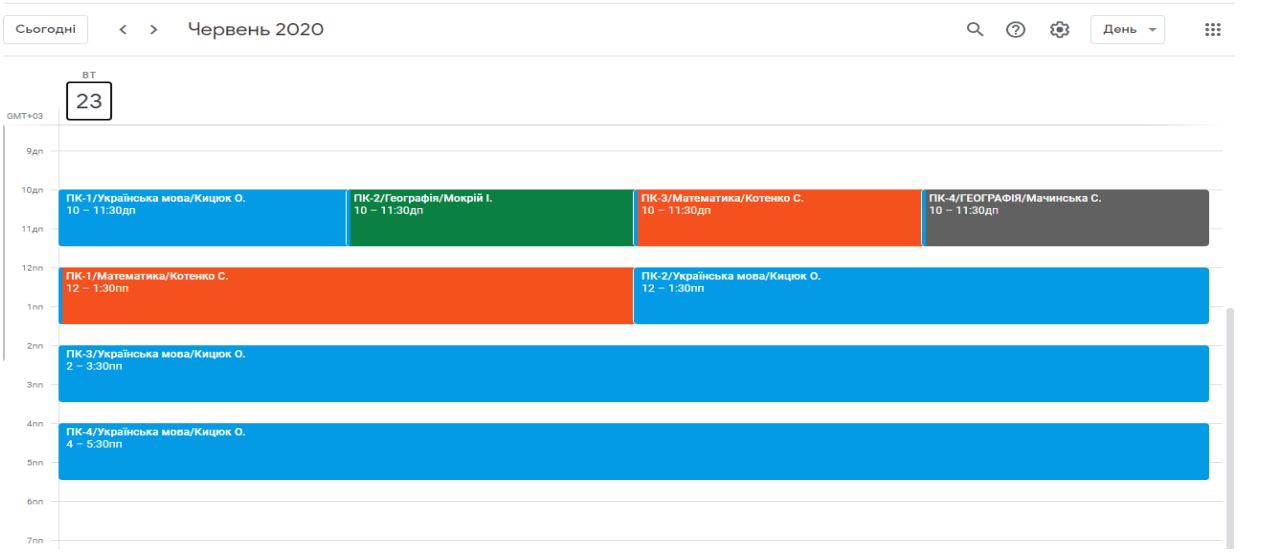 Сьогодні < > Червень 2020 День
ВТ
23
GMT+03
9дп
10дп
ПК-1/Українська мова/Кицюк О.
10 – 11:30дп
ПК-2/Географія/Мокрій І.
10 – 11:30дп
ПК-3/Математика/Котенко С.
10 – 11:30дп
ПК-4/ГЕОГРАФІЯ/Мачинська С.
10 – 11:30дп
11дп
12пп
ПК-1/Математика/Котенко С.
12 – 1:30пп
ПК-2/Українська мова/Кицюк О.
12 – 1:30пп
1пп
2пп
ПК-3/Українська мова/Кицюк О.
2 – 3:30пп
3пп
4пп
ПК-4/Українська мова/Кицюк О.
4 – 5:30пп
5пп
6пп
7пп